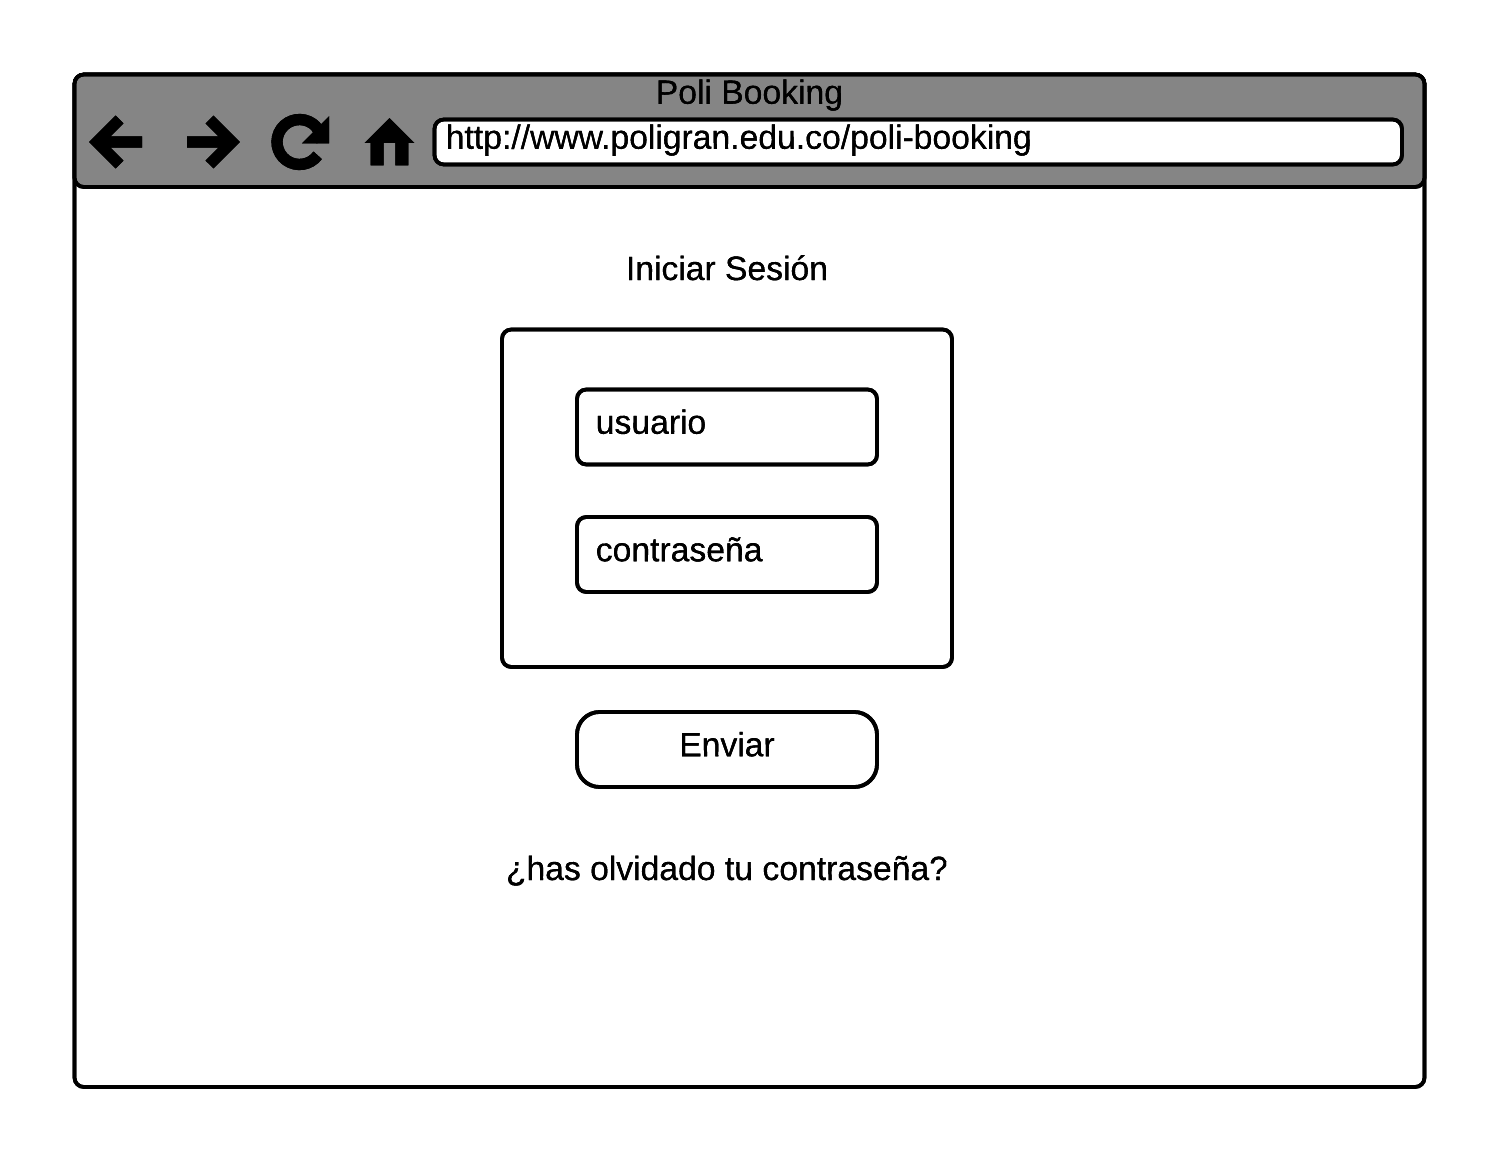 Poli Booking
http://www.poligran.edu.co/poli-booking
Iniciar Sesión
usuario
contraseña
Enviar
¿has olvidado tu contraseña?